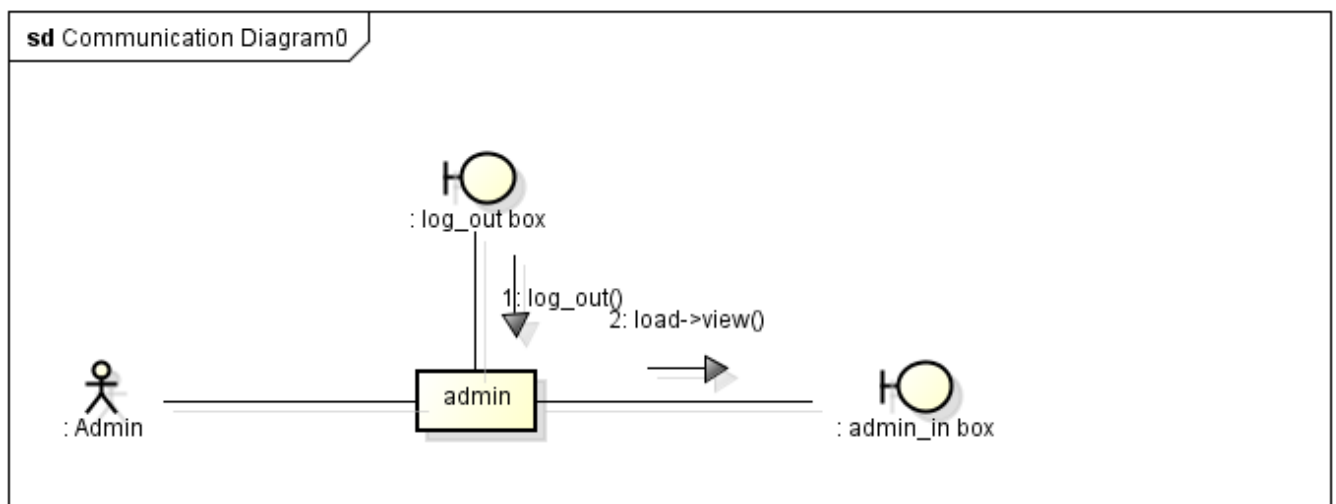 sd Communication Diagram0
: log_out box
1: log_out()
2: load->view()
admin
: Admin
: admin_in box